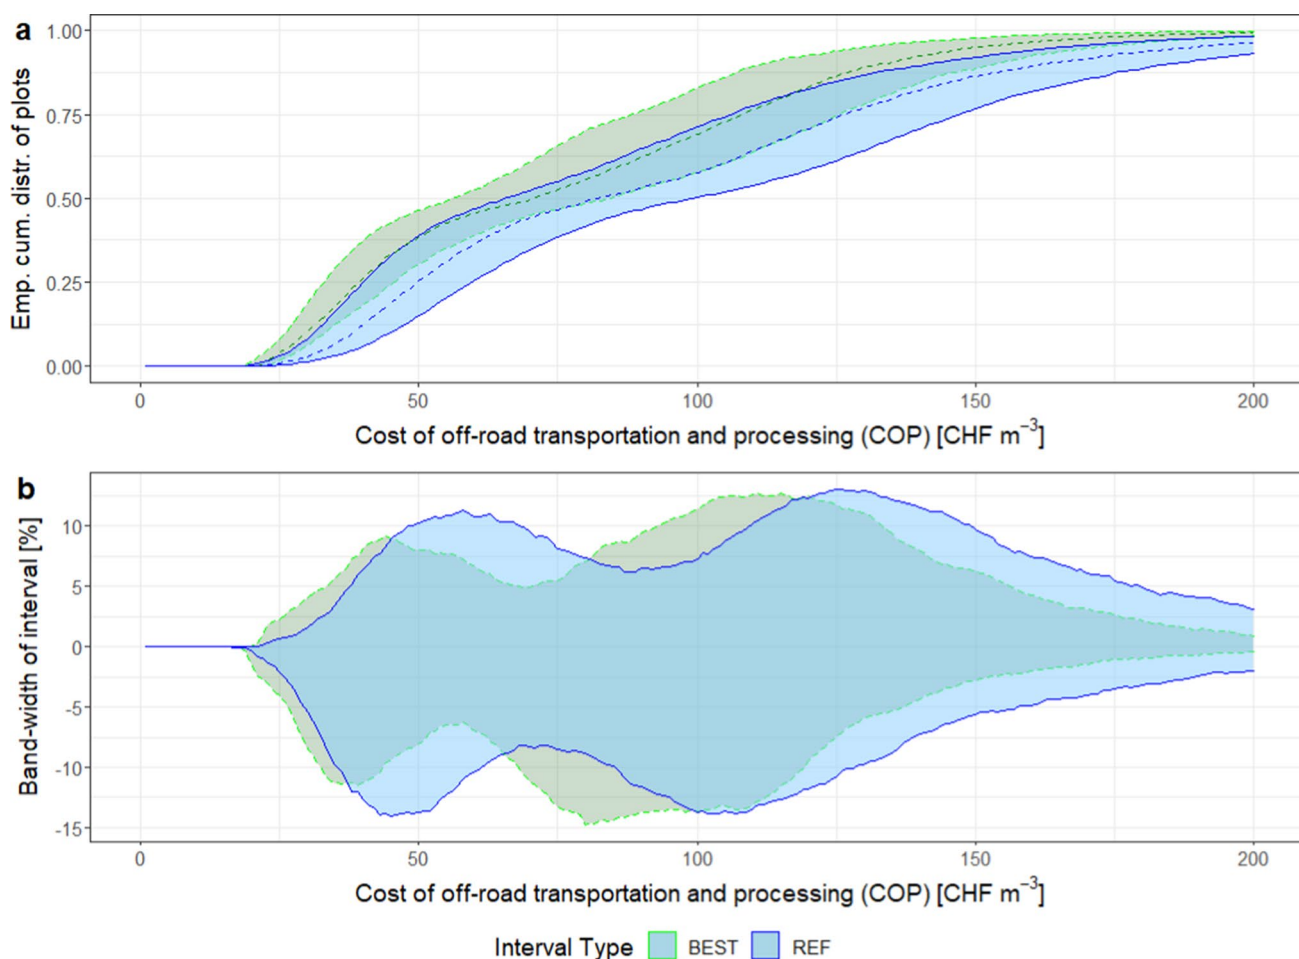 a
Emp. cum. distr. of plots
1.00
0.75
0.50
0.25
0.00
0 50 100 150 200
Cost of off-road transportation and processing (COP) [CHF m⁻³]
b
Band-width of interval [%]
10
5
0
-5
-10
-15
0 50 100 150 200
Cost of off-road transportation and processing (COP) [CHF m⁻³]
Interval Type BEST REF